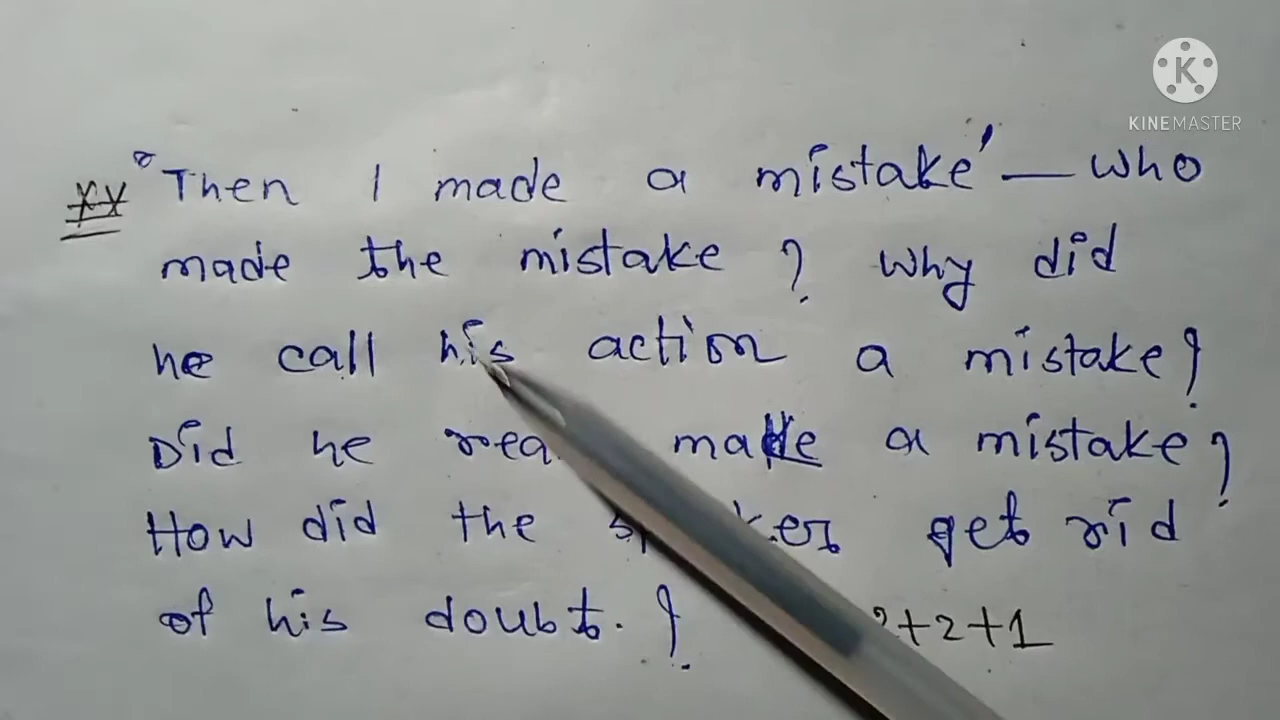 KINEMASTER
"Then I made a mistake' — who
made the mistake ? Why did
he call his action a mistake?
Did he make a mistake?
How did the get rid
of his doubt. ?
2+2+1